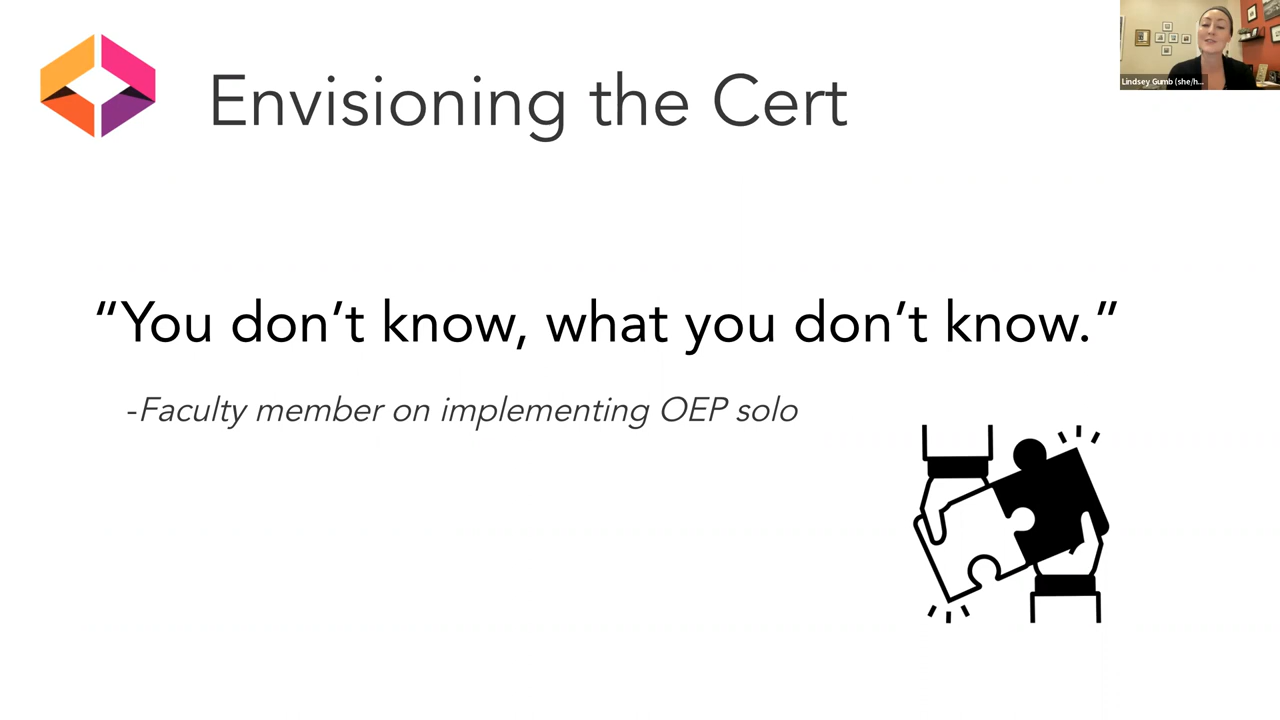 Envisioning the Cert
Lindsey Gumb (she/h...
“You don’t know, what you don’t know.”
-Faculty member on implementing OEP solo